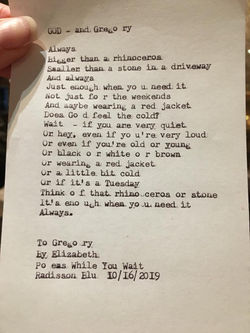 GOD - and Grego ry
Always
Bigger than a rhinoceros
Smaller than a stone in a driveway
And always
Just enough when yo u need it
Not just fo r the weekends
And maybe wearing a red jacket
Does Go d feel the cold?
Wait - if you are very quiet
Or hey, even if yo u're very loud
Or even if you're old or young
Or black o r white o r brown
Or wearing a red jacket
Or a little bit cold
Or if it's a Tuesday
Think o f that rhino ceros or stone
It's eno ugh when yo u need it
Always.
To Grego ry
by Elizabeth
Po ems While You Wait
Radisson Blu 10/16/2019